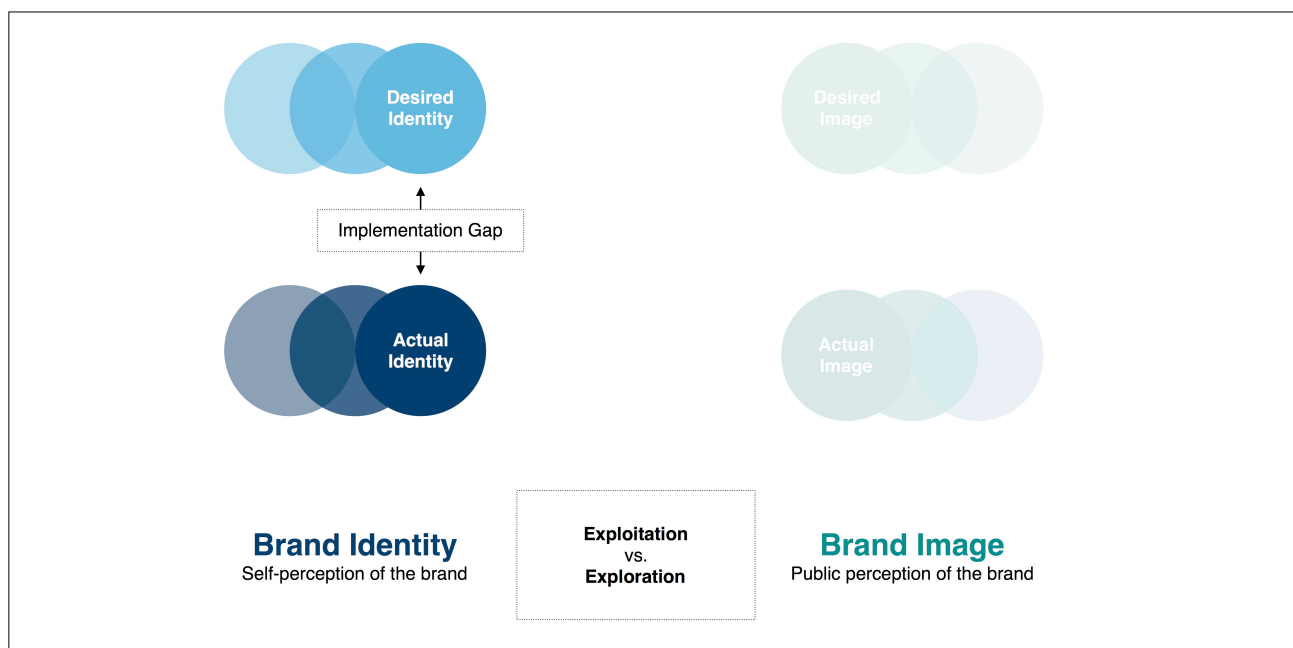 Desired
Identity
Desired
Image
Implementation Gap
Actual
Identity
Actual
Image
Brand Identity
Self-perception of the brand
Exploitation
vs.
Exploration
Brand Image
Public perception of the brand